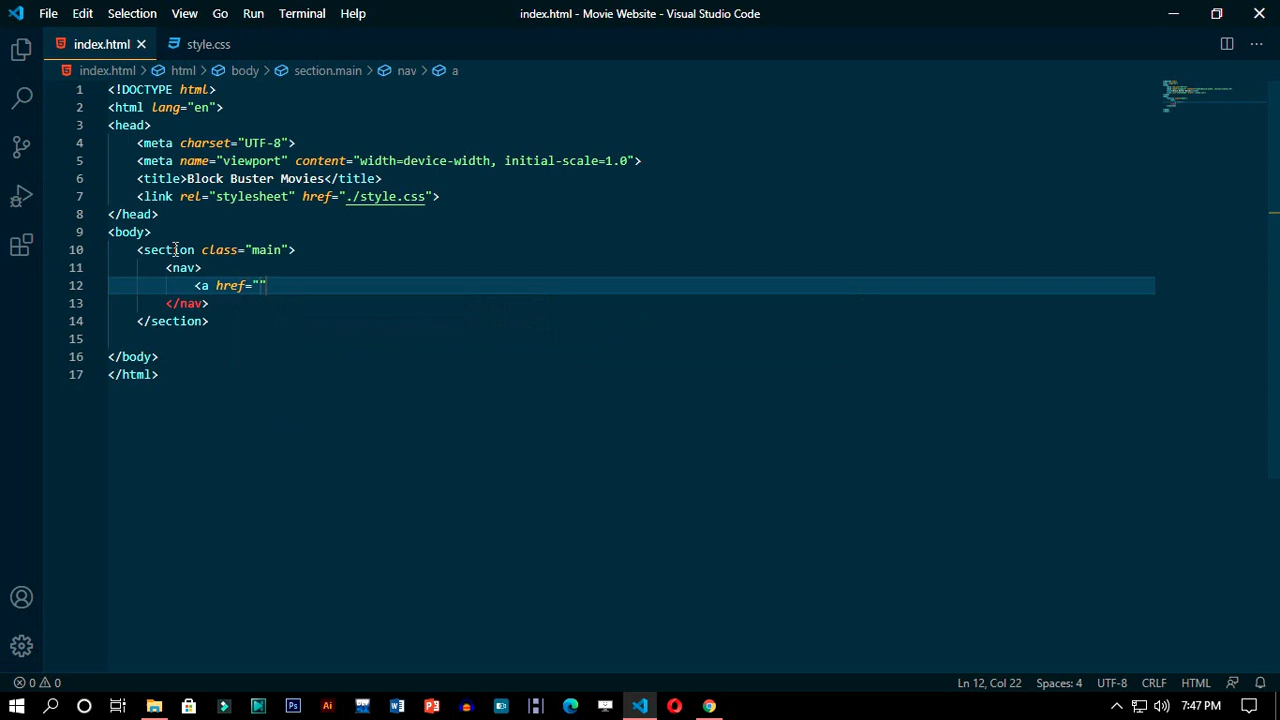 File Edit Selection View Go Run Terminal Help
index.html - Movie Website - Visual Studio Code
index.html
style.css
index.html > html > body > section.main > nav > a
1 <!DOCTYPE html>
2 <html lang="en">
3 <head>
4 <meta charset="UTF-8">
5 <meta name="viewport" content="width=device-width, initial-scale=1.0">
6 <title>Block Buster Movies</title>
7 <link rel="stylesheet" href="./style.css">
8 </head>
9 <body>
10 <section class="main">
11 <nav>
12 <a href=""
13 </nav>
14 </section>
15
16 </body>
17 </html>
0 0 Ln 12, Col 22 Spaces: 4 UTF-8 CRLF HTML
Ps Ai 7:47 PM